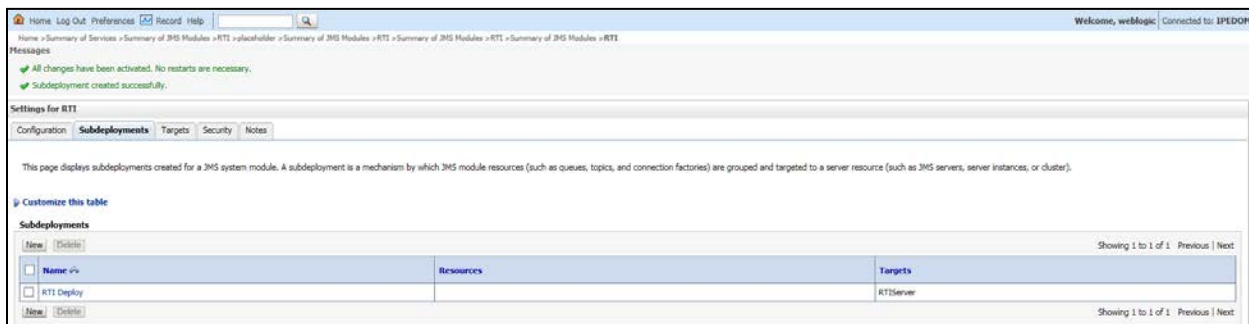 Home Log Out Preferences Record Help
Welcome, weblogic Connected to: IPEDOM
Home >Summary of Services >Summary of JMS Modules >RTI >placeholder >Summary of JMS Modules >RTI >Summary of JMS Modules >RTI >Summary of JMS Modules >RTI
Messages
All changes have been activated. No restarts are necessary.
Subdeployment created successfully.
Settings for RTI
Configuration Subdeployments Targets Security Notes
This page displays subdeployments created for a JMS system module. A subdeployment is a mechanism by which JMS module resources (such as queues, topics, and connection factories) are grouped and targeted to a server resource (such as JMS servers, server instances, or cluster).
Customize this table
Subdeployments
New Delete Showing 1 to 1 of 1 Previous | Next
Name Resources Targets
RTI Deploy RTIServer
New Delete Showing 1 to 1 of 1 Previous | Next